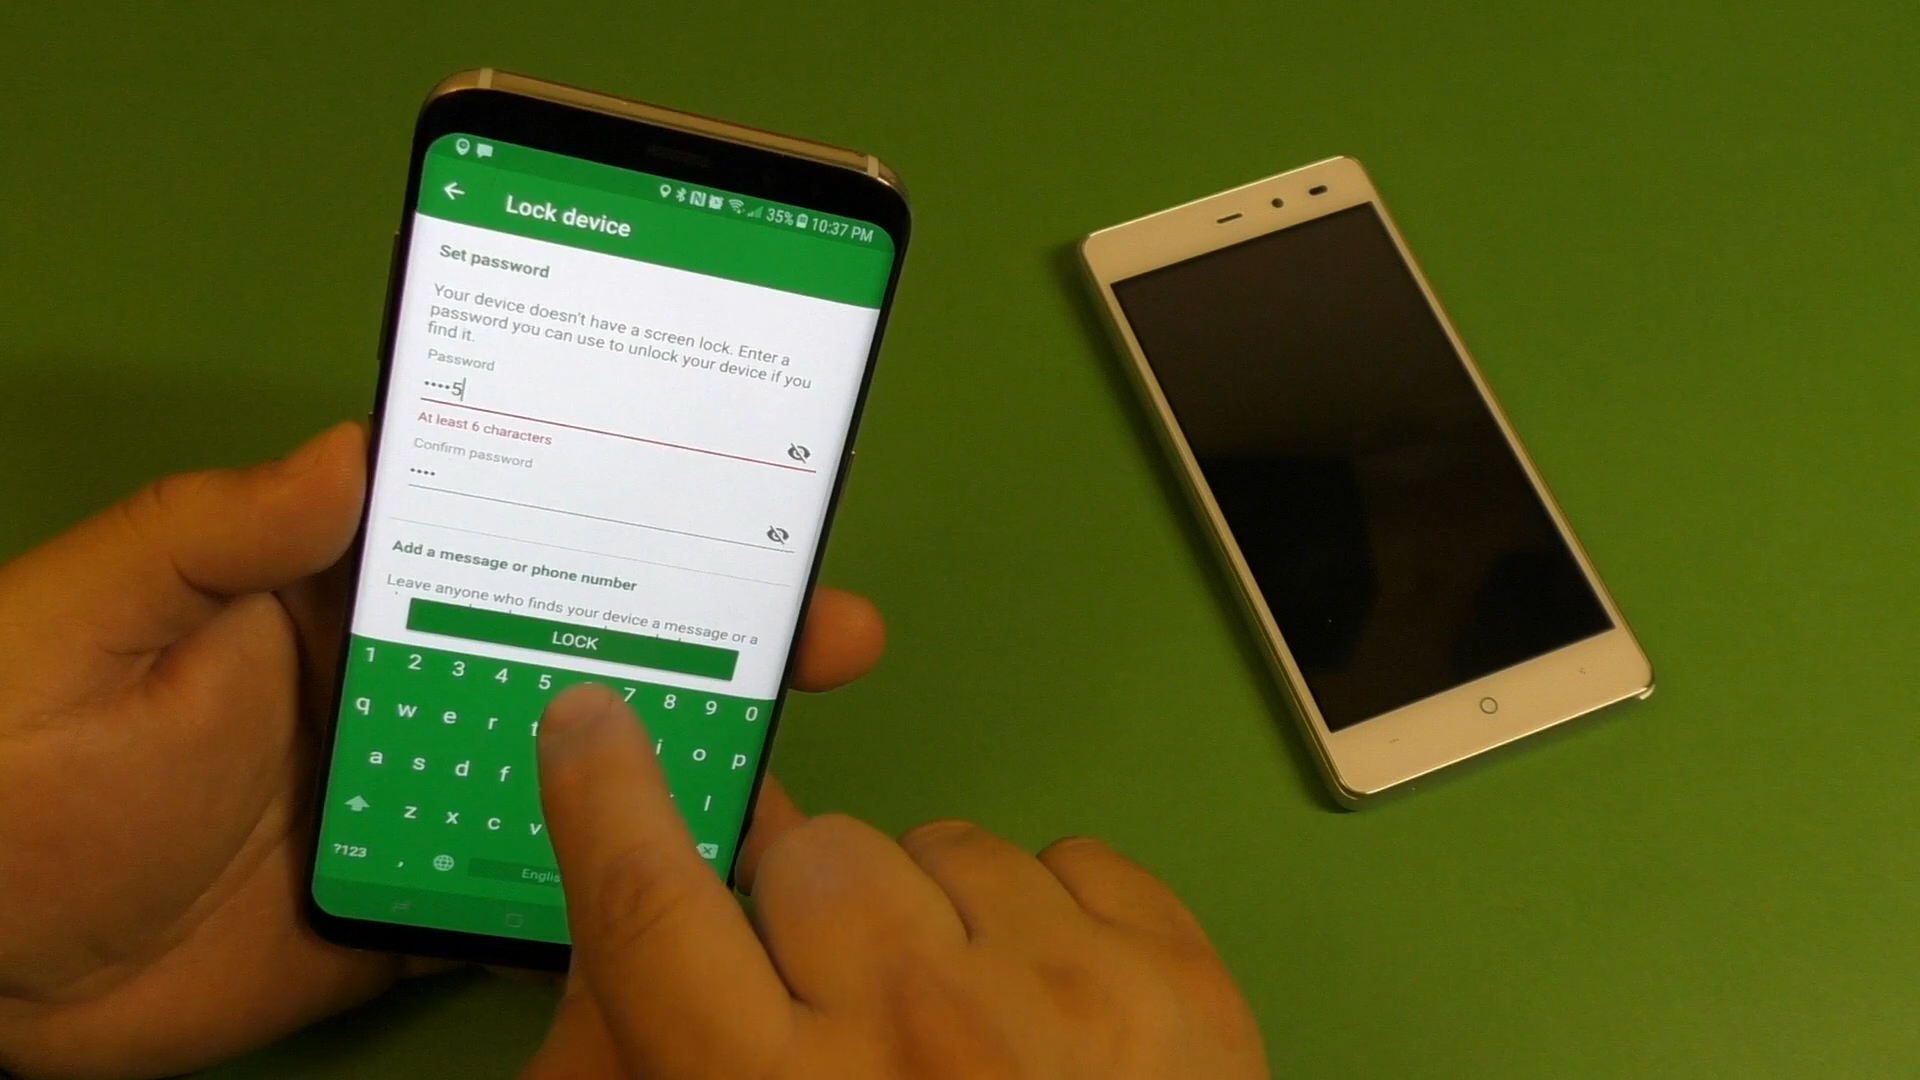 35% 10:37 PM
Lock device
Set password
Your device doesn't have a screen lock. Enter a
password you can use to unlock your device if you
find it.
Password
••••5
At least 6 characters
Confirm password
••••
Add a message or phone number
Leave anyone who finds your device a message or a
LOCK
1 2 3 4 5 7 8 9 0
q w e r t i o p
a s d f l
z x c v
?123 , Englis